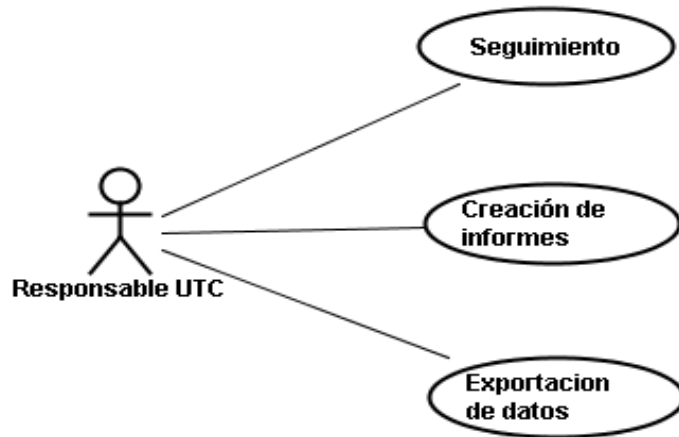 Seguimiento
Creación de
informes
Responsable UTC
Exportacion
de datos